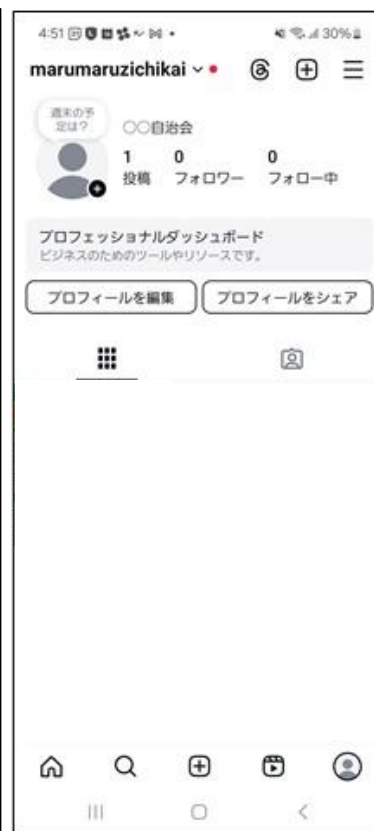 4:51 30%
marumaruzichikai
週末の予
定は?
〇〇自治会
1 0 0
投稿 フォロワー フォロー中
プロフェッショナルダッシュボード
ビジネスのためのツールやリソースです。
プロフィールを編集 プロフィールをシェア